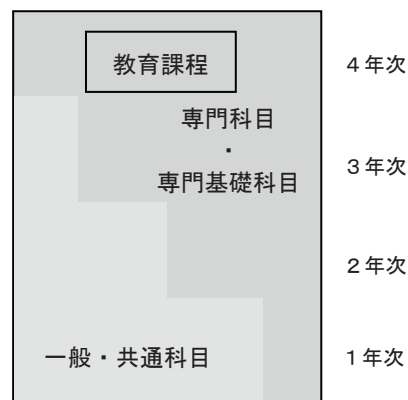 教育課程
4年次
専門科目
・
専門基礎科目
3年次
2年次
一般・共通科目
1年次